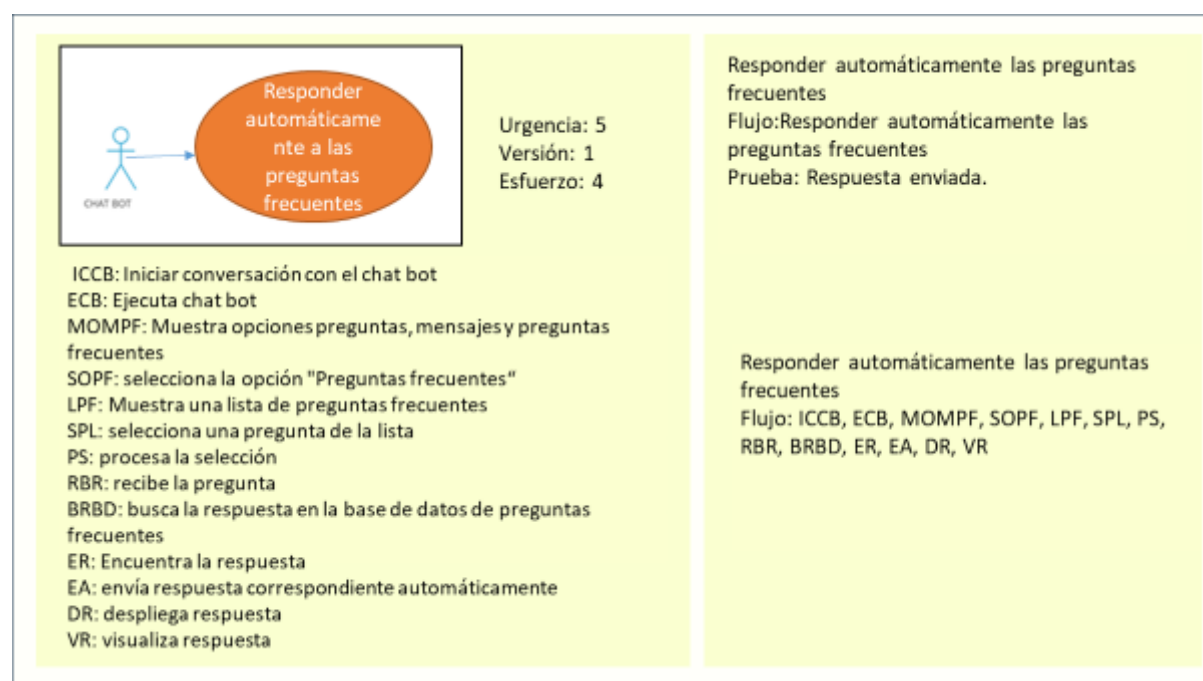 Responder
automáticame
nte a las
preguntas
frecuentes
CHAT BOT
Urgencia: 5
Versión: 1
Esfuerzo: 4
ICCB: Iniciar conversación con el chat bot
ECB: Ejecuta chat bot
MOMPF: Muestra opciones preguntas, mensajes y preguntas
frecuentes
SOPF: selecciona la opción "Preguntas frecuentes“
LPF: Muestra una lista de preguntas frecuentes
SPL: selecciona una pregunta de la lista
PS: procesa la selección
RBR: recibe la pregunta
BRBD: busca la respuesta en la base de datos de preguntas
frecuentes
ER: Encuentra la respuesta
EA: envía respuesta correspondiente automáticamente
DR: despliega respuesta
VR: visualiza respuesta
Responder automáticamente las preguntas
frecuentes
Flujo:Responder automáticamente las
preguntas frecuentes
Prueba: Respuesta enviada.
Responder automáticamente las preguntas
frecuentes
Flujo: ICCB, ECB, MOMPF, SOPF, LPF, SPL, PS,
RBR, BRBD, ER, EA, DR, VR